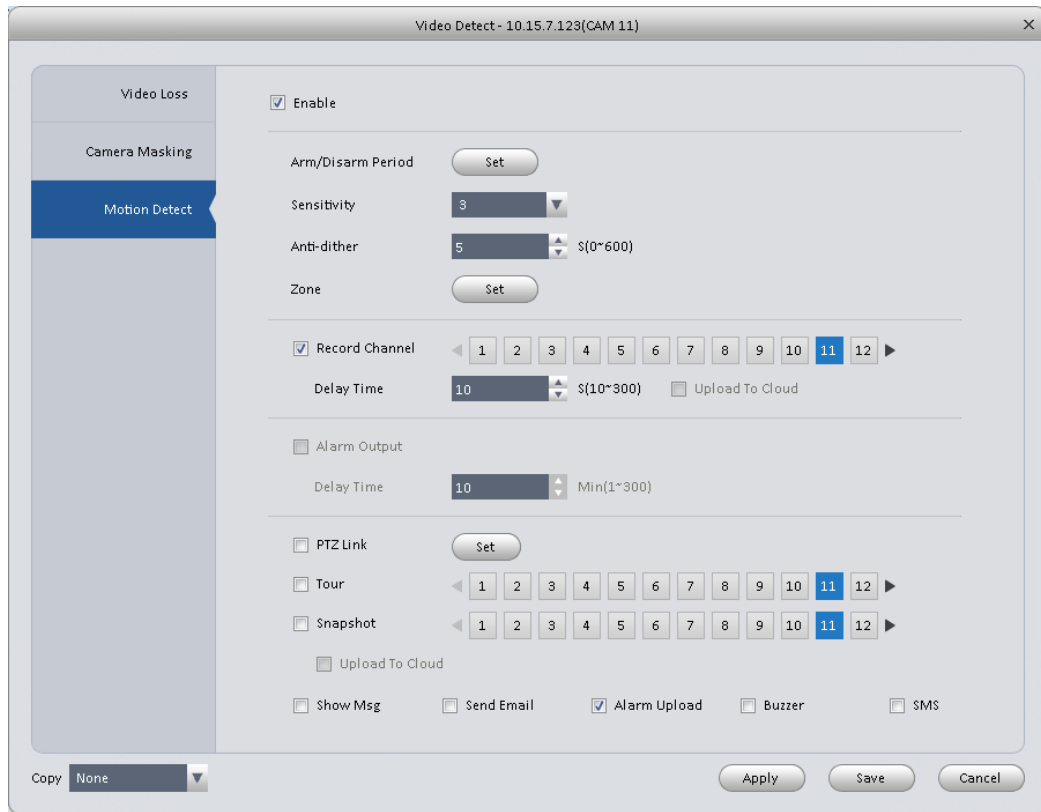 Video Detect - 10.15.7.123(CAM 11)
Video Loss
Camera Masking
Motion Detect
Enable
Arm/Disarm Period Set
Sensitivity 3
Anti-dither 5 S(0~600)
Zone Set
Record Channel 1 2 3 4 5 6 7 8 9 10 11 12
Delay Time 10 S(10~300) Upload To Cloud
Alarm Output
Delay Time 10 Min(1~300)
PTZ Link Set
Tour 1 2 3 4 5 6 7 8 9 10 11 12
Snapshot 1 2 3 4 5 6 7 8 9 10 11 12
Upload To Cloud
Show Msg Send Email Alarm Upload Buzzer SMS
Copy None Apply Save Cancel